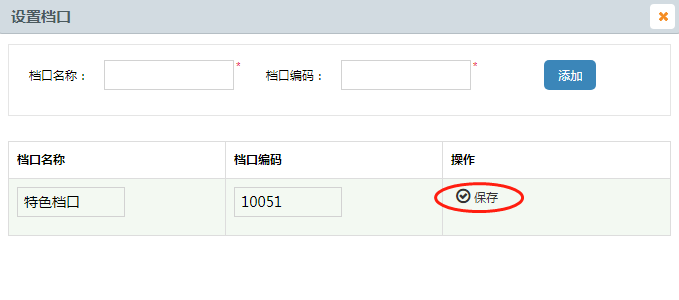 设置档口
档口名称： * 档口编码： * 添加
档口名称 档口编码 操作
特色档口 10051 保存